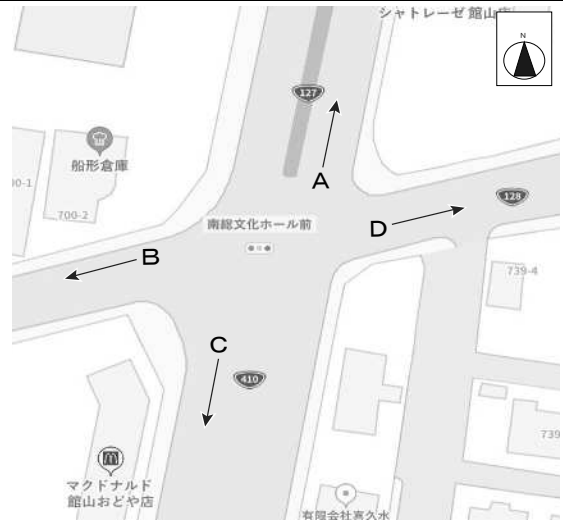 シャトレーゼ 館山店
N
127
A
船形倉庫
00-1
700-2
128
D
南総文化ホール前
B
739-4
C
410
739
マクドナルド
館山おどや店
有限会社喜久水